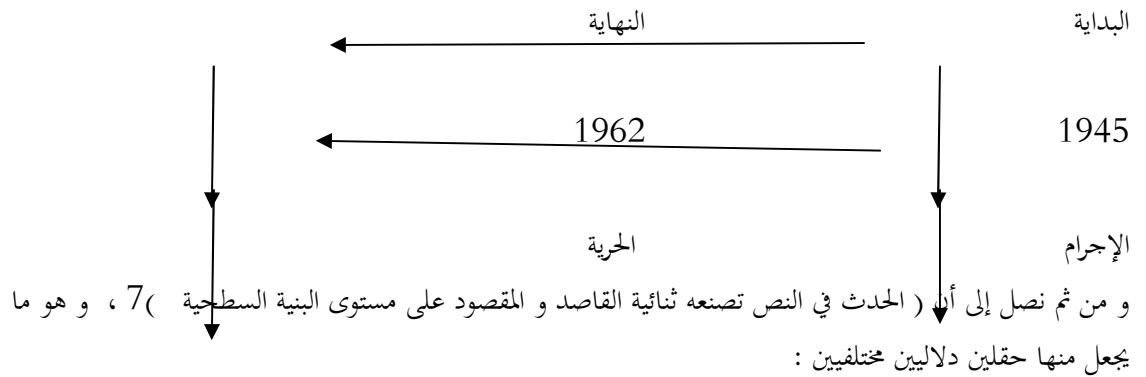 البداية النهاية
1945 1962
الإجرام الحرية
و من ثم نصل إلى أن ( الحدث في النص تصنعه ثنائية القاصد و المقصود على مستوى البنية السطحية )7 ، و هو ما
يجعل منها حقلين دلاليين مختلفيين :